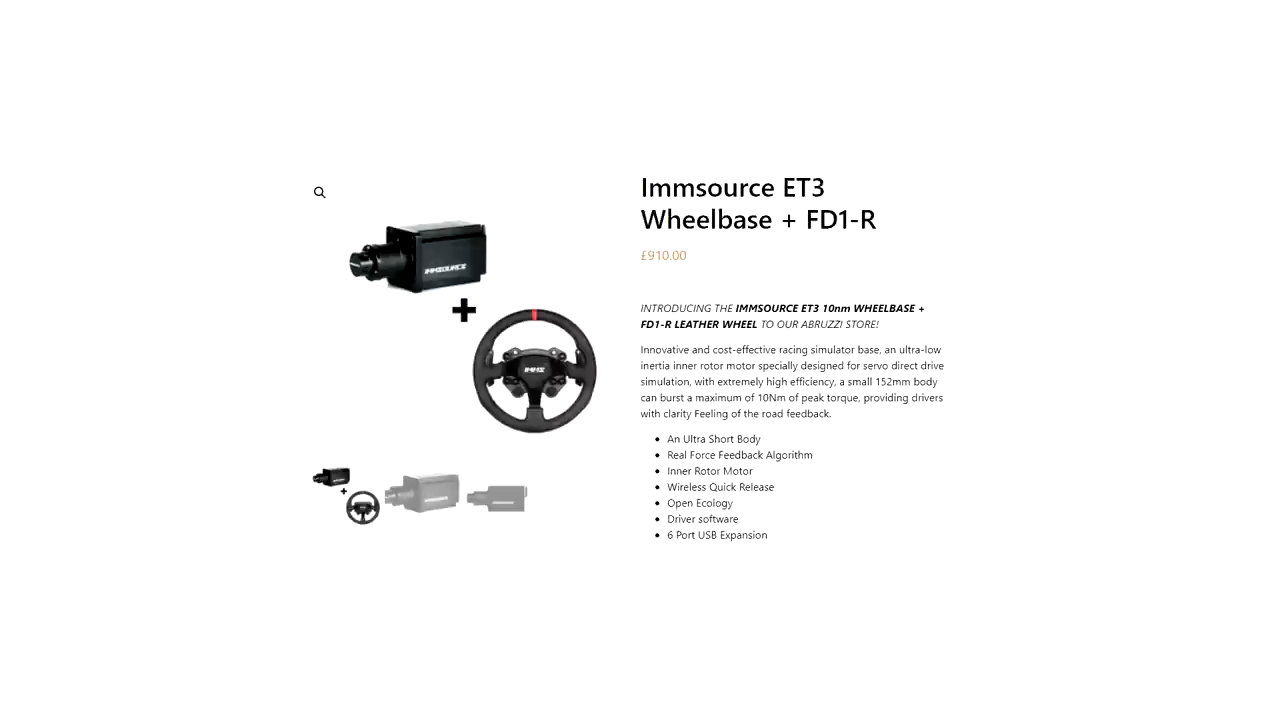 Immsource ET3
Wheelbase + FD1-R
£910.00
IMMSOURCE
+
IMMS
INTRODUCING THE IMMSOURCE ET3 10nm WHEELBASE +
FD1-R LEATHER WHEEL TO OUR ABRUZZI STORE!
Innovative and cost-effective racing simulator base, an ultra-low
inertia inner rotor motor specially designed for servo direct drive
simulation, with extremely high efficiency, a small 152mm body
can burst a maximum of 10Nm of peak torque, providing drivers
with clarity Feeling of the road feedback.
• An Ultra Short Body
• Real Force Feedback Algorithm
• Inner Rotor Motor
• Wireless Quick Release
• Open Ecology
• Driver software
• 6 Port USB Expansion